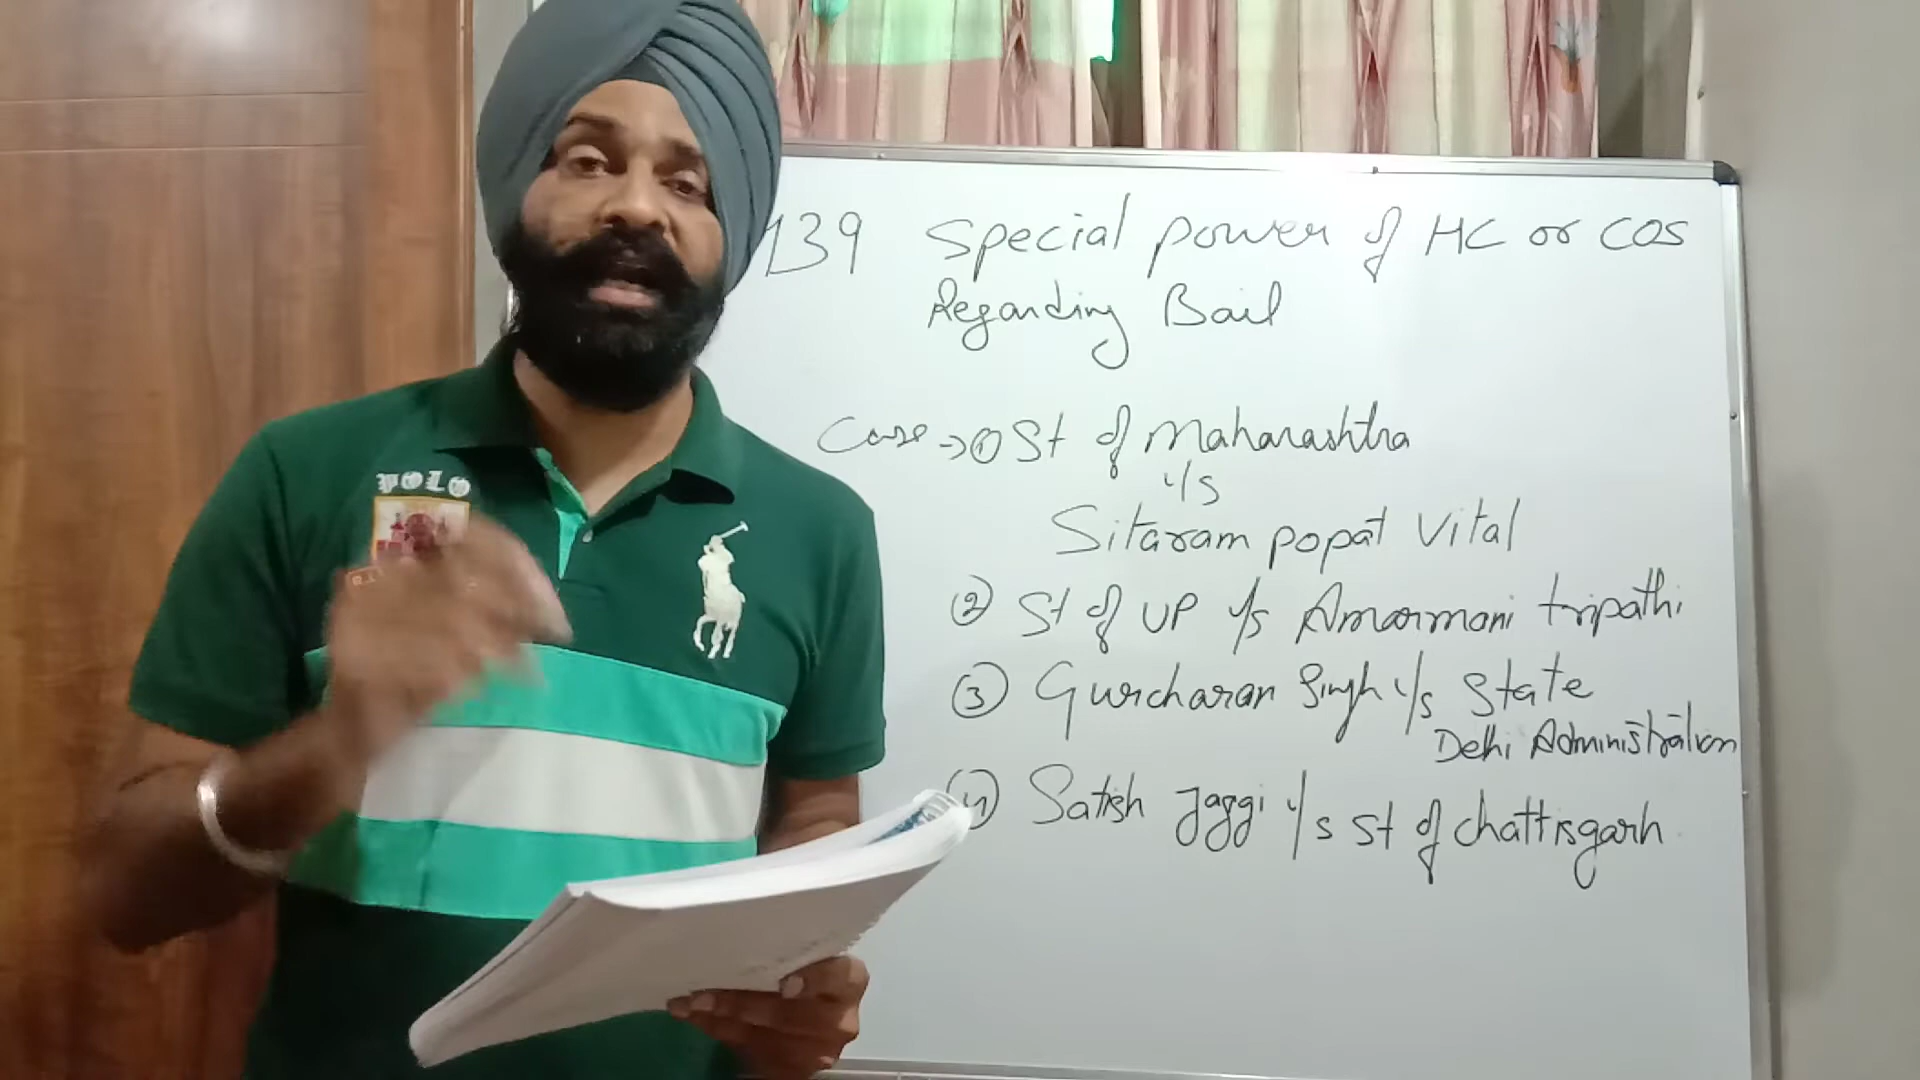 139 Special power of HC or COS
Regarding Bail
Case → ① St of Maharashtra
v/s
Sitaram popat Vital
② St of UP v/s Amarmani tripathi
③ Gurcharan Singh v/s State
Delhi Administration
④ Satish Jaggi v/s St of Chattisgarh
POLO